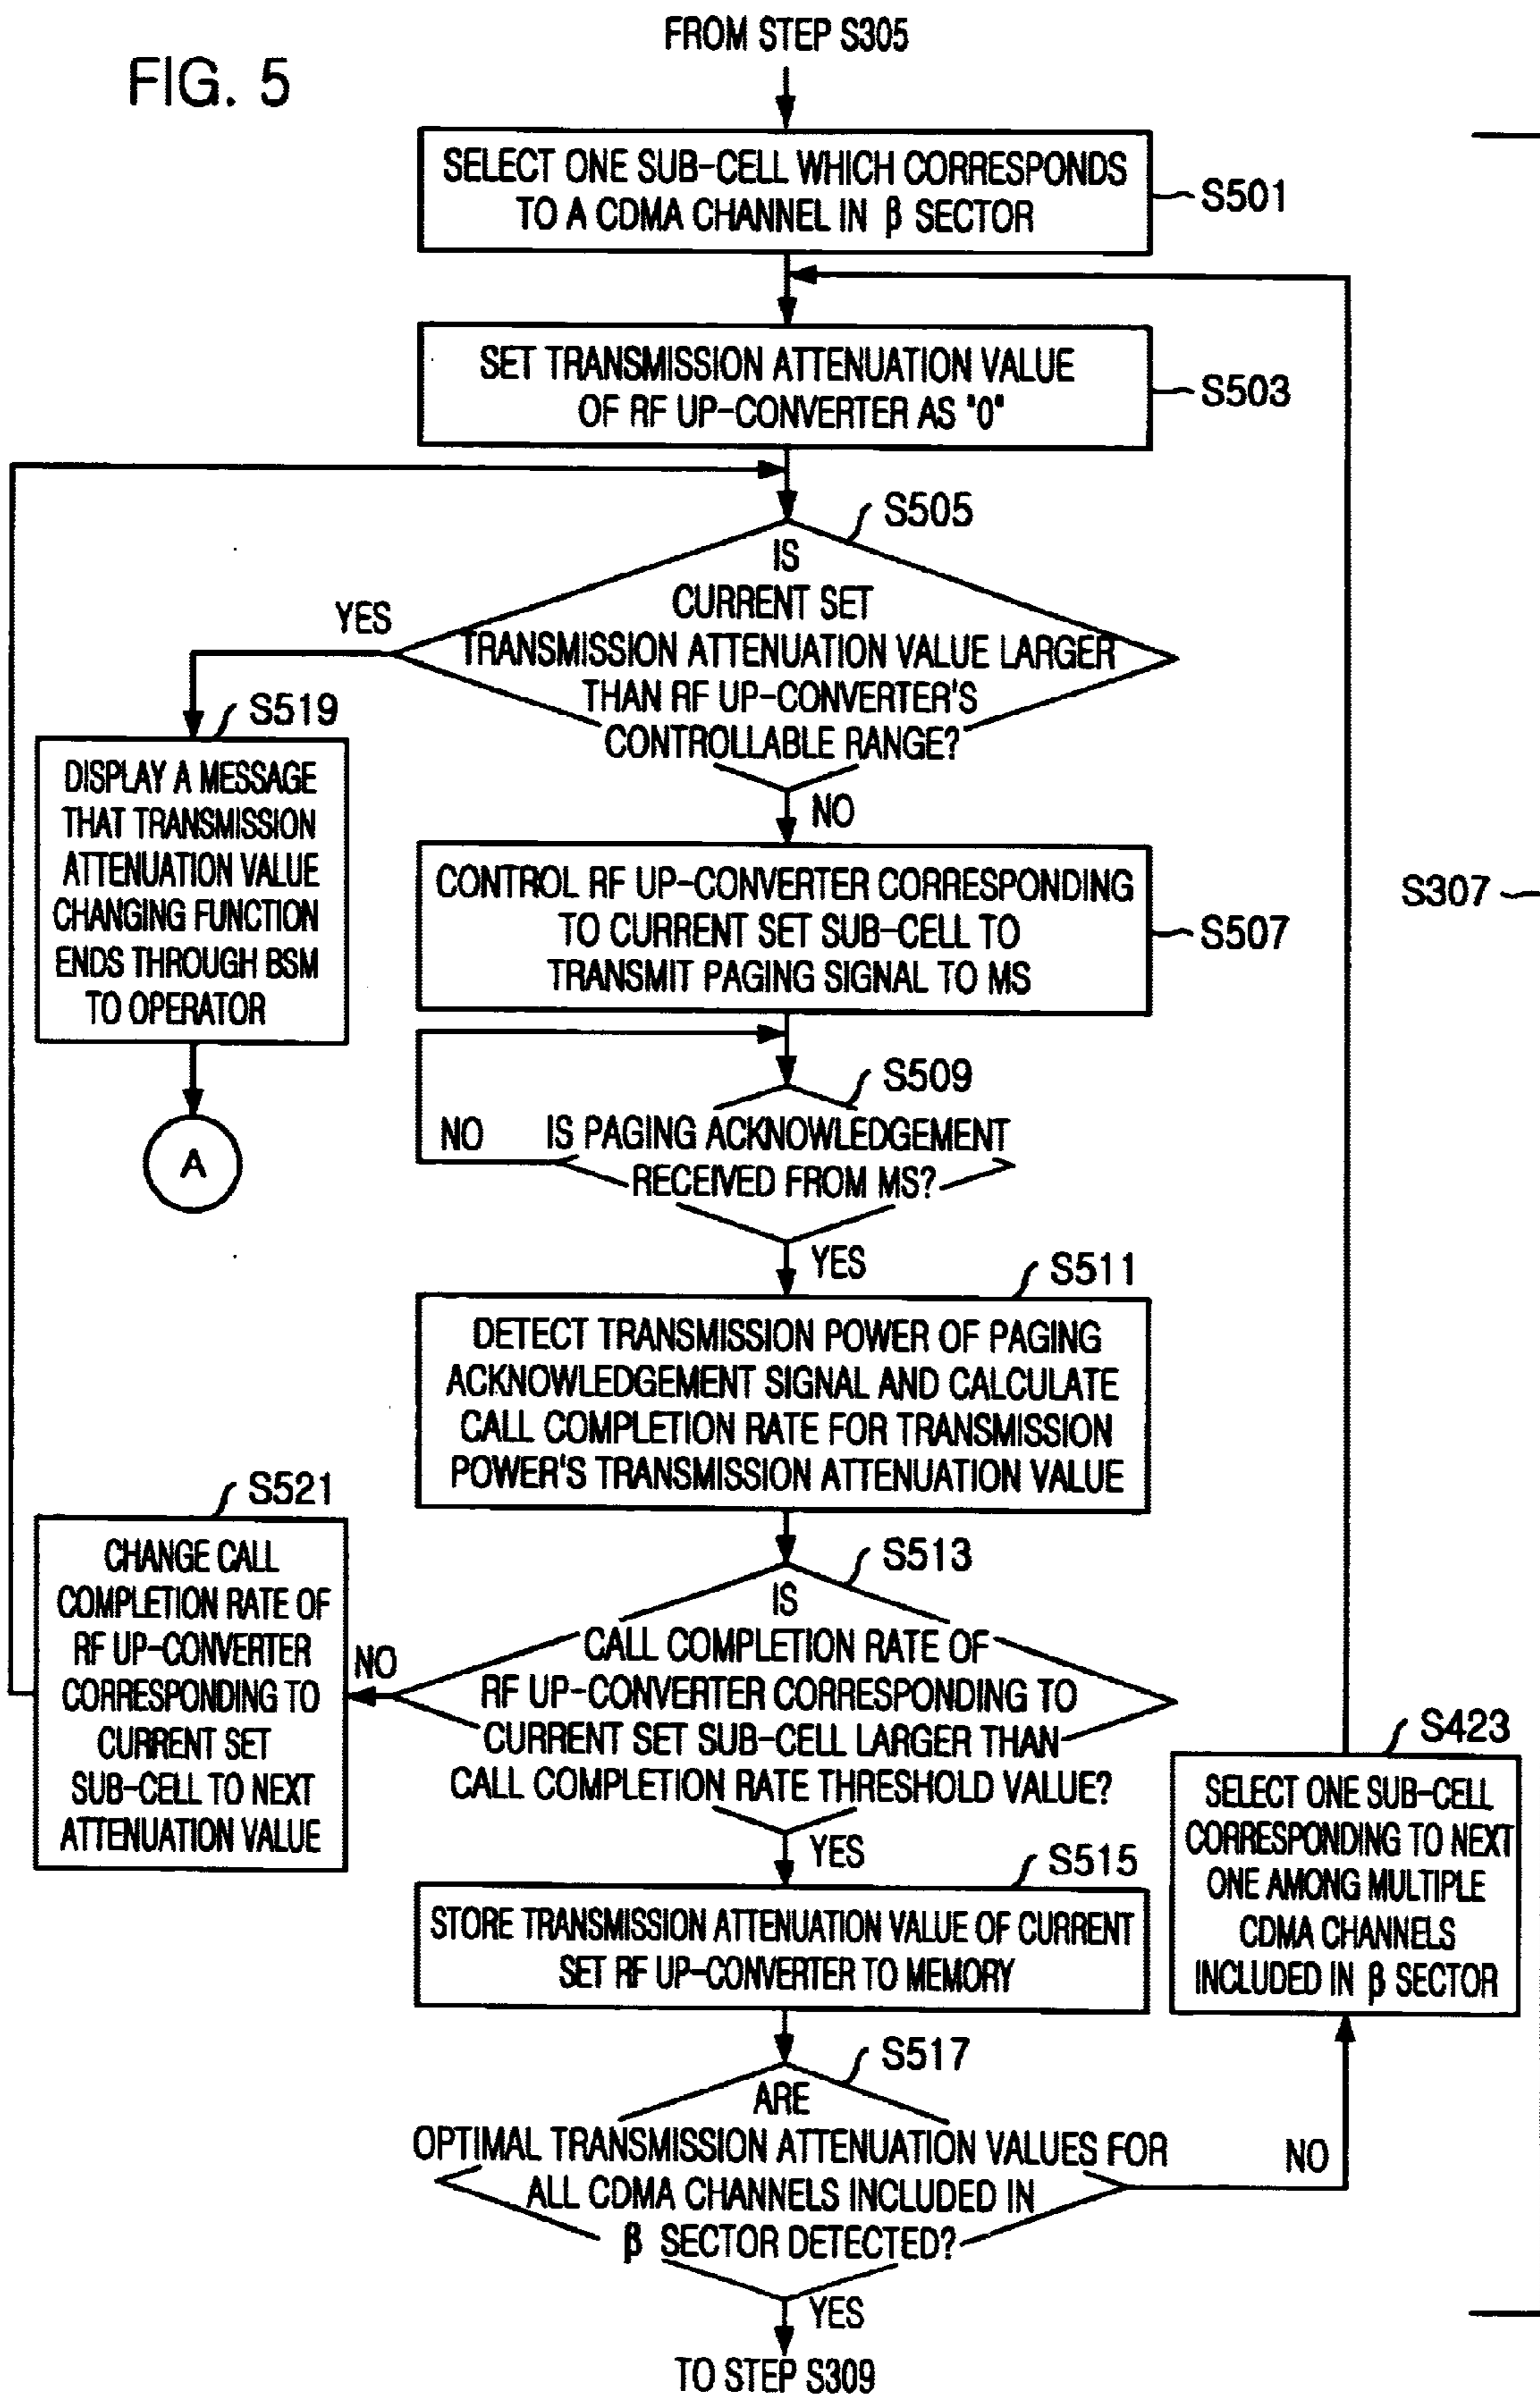 FIG. 5
FROM STEP S305
SELECT ONE SUB-CELL WHICH CORRESPONDS
TO A CDMA CHANNEL IN β SECTOR
S501
SET TRANSMISSION ATTENUATION VALUE
OF RF UP-CONVERTER AS "0"
S503
S505
IS
CURRENT SET
TRANSMISSION ATTENUATION VALUE LARGER
THAN RF UP-CONVERTER'S
CONTROLLABLE RANGE?
YES
NO
S519
DISPLAY A MESSAGE
THAT TRANSMISSION
ATTENUATION VALUE
CHANGING FUNCTION
ENDS THROUGH BSM
TO OPERATOR
A
CONTROL RF UP-CONVERTER CORRESPONDING
TO CURRENT SET SUB-CELL TO
TRANSMIT PAGING SIGNAL TO MS
S507
S307
S509
IS PAGING ACKNOWLEDGEMENT
RECEIVED FROM MS?
NO
YES
S511
DETECT TRANSMISSION POWER OF PAGING
ACKNOWLEDGEMENT SIGNAL AND CALCULATE
CALL COMPLETION RATE FOR TRANSMISSION
POWER'S TRANSMISSION ATTENUATION VALUE
S513
IS
CALL COMPLETION RATE OF
RF UP-CONVERTER CORRESPONDING TO
CURRENT SET SUB-CELL LARGER THAN
CALL COMPLETION RATE THRESHOLD VALUE?
NO
YES
S521
CHANGE CALL
COMPLETION RATE OF
RF UP-CONVERTER
CORRESPONDING TO
CURRENT SET
SUB-CELL TO NEXT
ATTENUATION VALUE
S515
STORE TRANSMISSION ATTENUATION VALUE OF CURRENT
SET RF UP-CONVERTER TO MEMORY
S423
SELECT ONE SUB-CELL
CORRESPONDING TO NEXT
ONE AMONG MULTIPLE
CDMA CHANNELS
INCLUDED IN β SECTOR
S517
ARE
OPTIMAL TRANSMISSION ATTENUATION VALUES FOR
ALL CDMA CHANNELS INCLUDED IN
β SECTOR DETECTED?
NO
YES
TO STEP S309